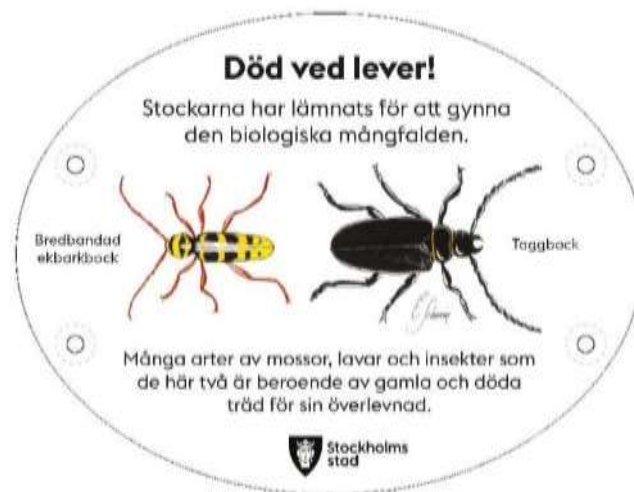 Död ved lever!
Stockarna har lämnats för att gynna
den biologiska mångfalden.
Bredbandad
ekbarkbock
Taggbock
Många arter av mossor, lavar och insekter som
de här två är beroende av gamla och döda
träd för sin överlevnad.
Stockholms
stad